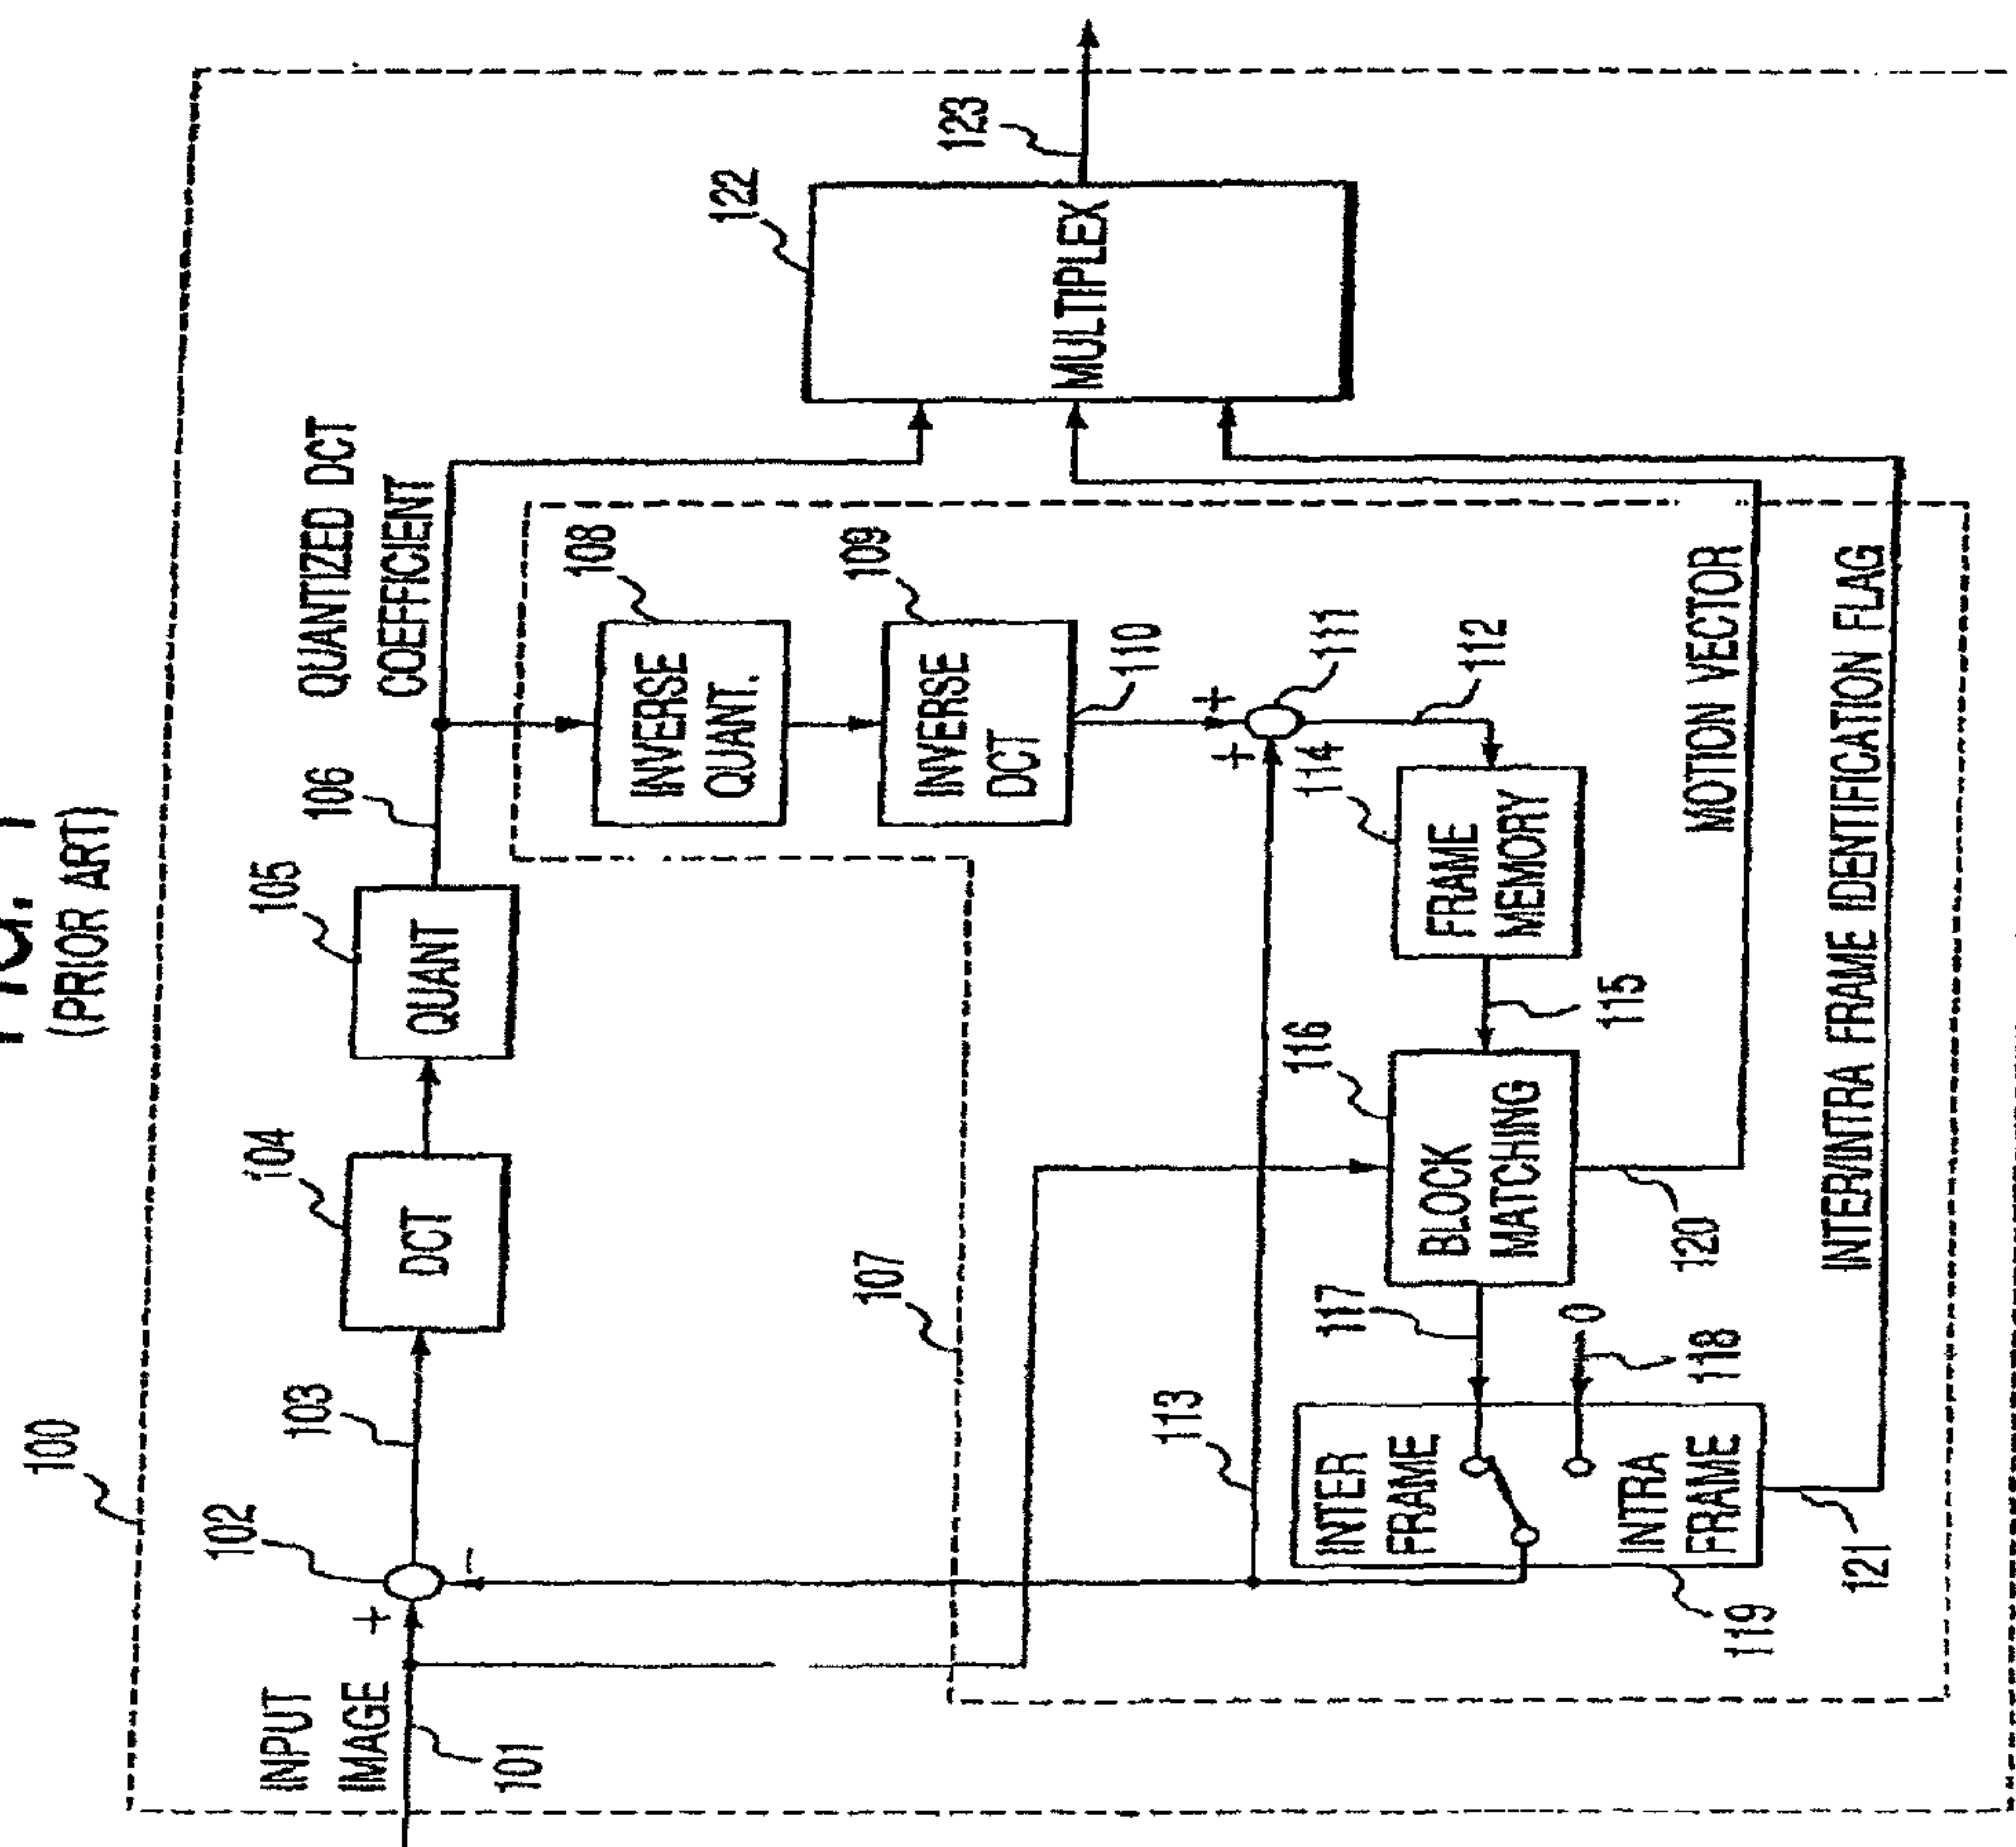 (PRIOR ART)
100
INPUT
IMAGE
101
102
103
104
DCT
105
QUANT
106
QUANTIZED DCT
COEFFICIENT
107
108
INVERSE
QUANT.
109
INVERSE
DCT
110
+
+
111
112
113
114
FRAME
MEMORY
115
116
BLOCK
MATCHING
117
0
118
INTER
FRAME
INTRA
FRAME
119
120
121
MOTION VECTOR
INTER/INTRA FRAME IDENTIFICATION FLAG
122
MULTIPLEX
123
+
-